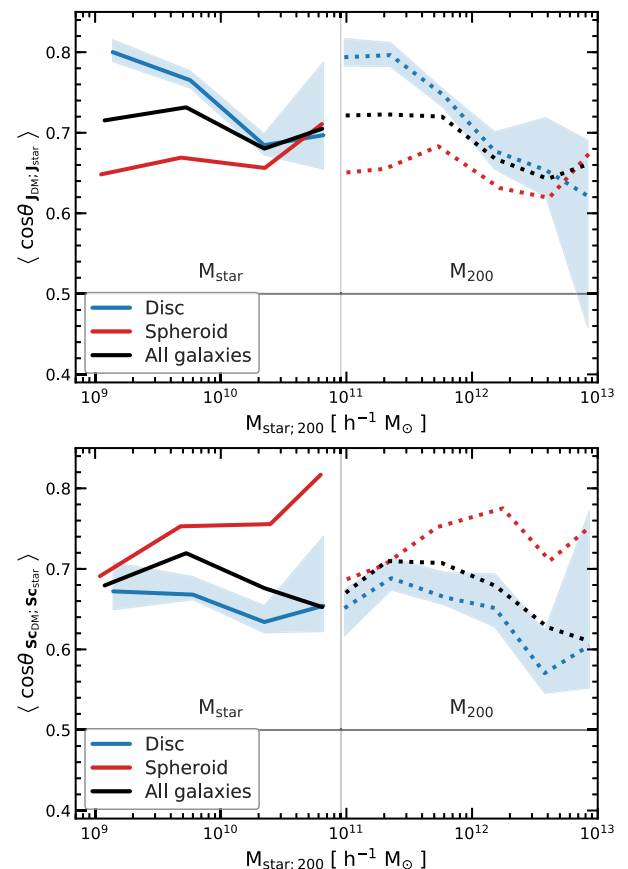 0.8
0.7
0.6
0.5
0.4
⟨ cosθ J_DM; J_star ⟩
M_star
M_200
Disc
Spheroid
All galaxies
10^9
10^10
10^11
10^12
10^13
M_star; 200 [ h^−1 M_⊙ ]
0.8
0.7
0.6
0.5
0.4
⟨ cosθ Sc_DM; Sc_star ⟩
M_star
M_200
Disc
Spheroid
All galaxies
10^9
10^10
10^11
10^12
10^13
M_star; 200 [ h^−1 M_⊙ ]